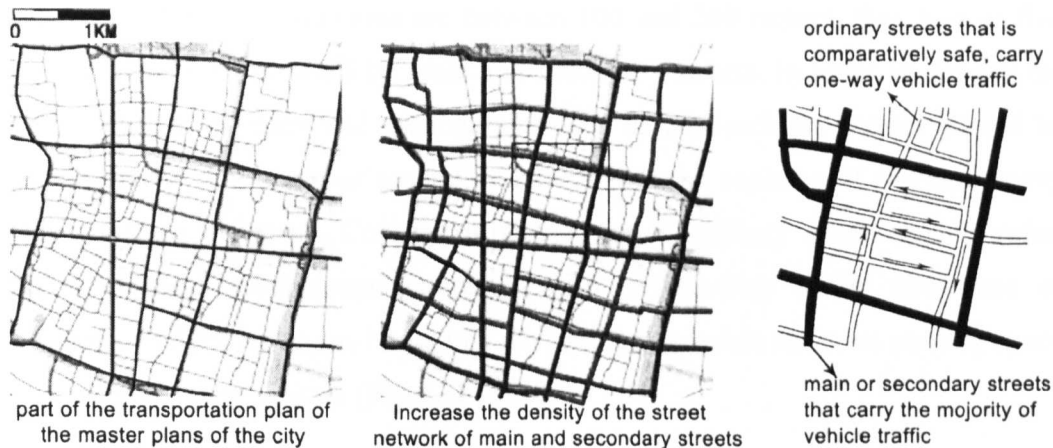 0 1KM
part of the transportation plan of
the master plans of the city
Increase the density of the street
network of main and secondary streets
ordinary streets that is
comparatively safe, carry
one-way vehicle traffic
main or secondary streets
that carry the mojority of
vehicle traffic